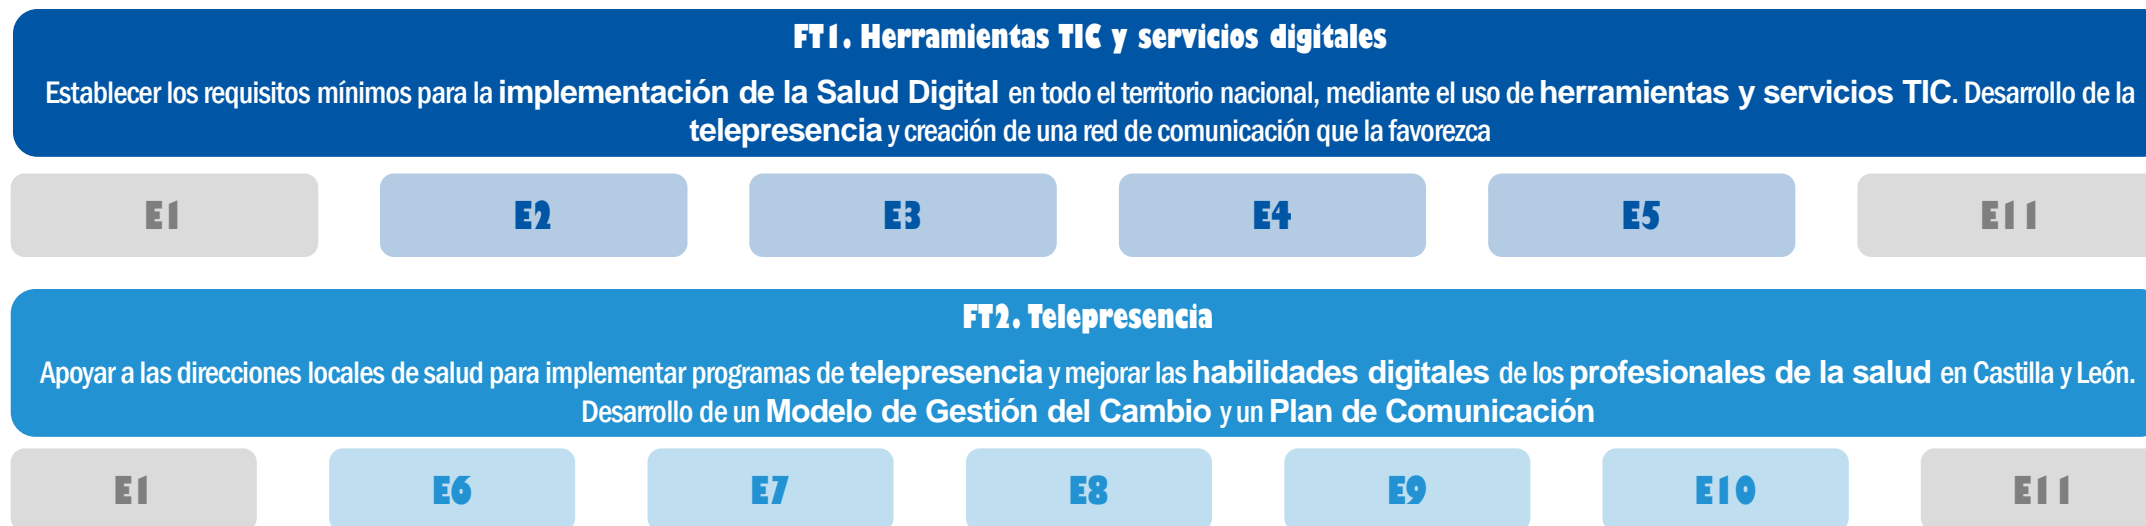 FT1. Herramientas TIC y servicios digitales
Establecer los requisitos mínimos para la implementación de la Salud Digital en todo el territorio nacional, mediante el uso de herramientas y servicios TIC. Desarrollo de la
telepresencia y creación de una red de comunicación que la favorezca
E1 E2 E3 E4 E5 E11
FT2. Telepresencia
Apoyar a las direcciones locales de salud para implementar programas de telepresencia y mejorar las habilidades digitales de los profesionales de la salud en Castilla y León.
Desarrollo de un Modelo de Gestión del Cambio y un Plan de Comunicación
E1 E6 E7 E8 E9 E10 E11